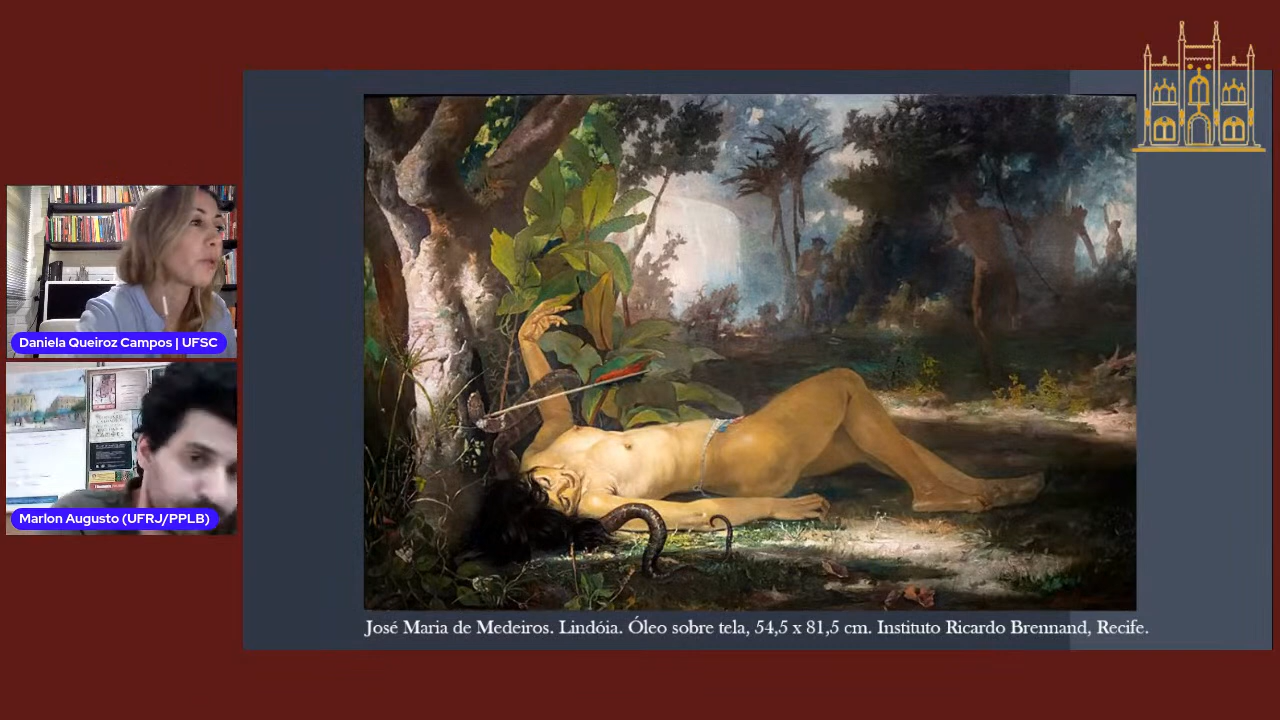 Daniela Queiroz Campos | UFSC
Marlon Augusto (UFRJ/PPLB)
José Maria de Medeiros. Lindóia. Óleo sobre tela, 54,5 x 81,5 cm. Instituto Ricardo Brennand, Recife.